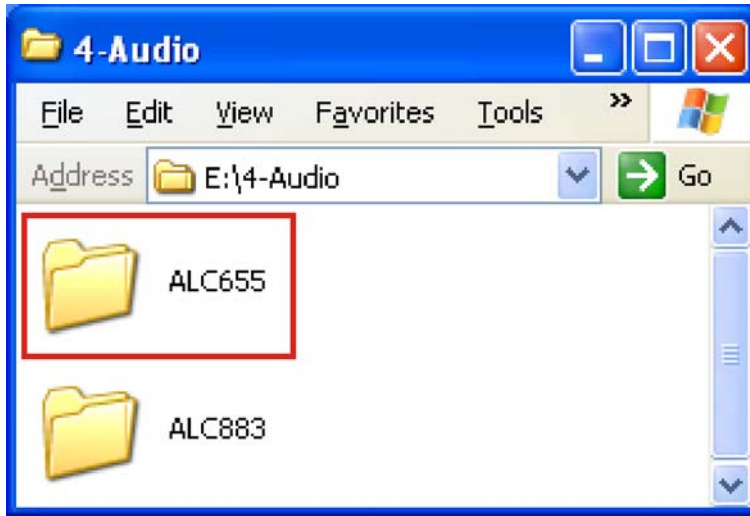 4-Audio
File Edit View Favorites Tools »
Address E:\4-Audio Go
ALC655
ALC883